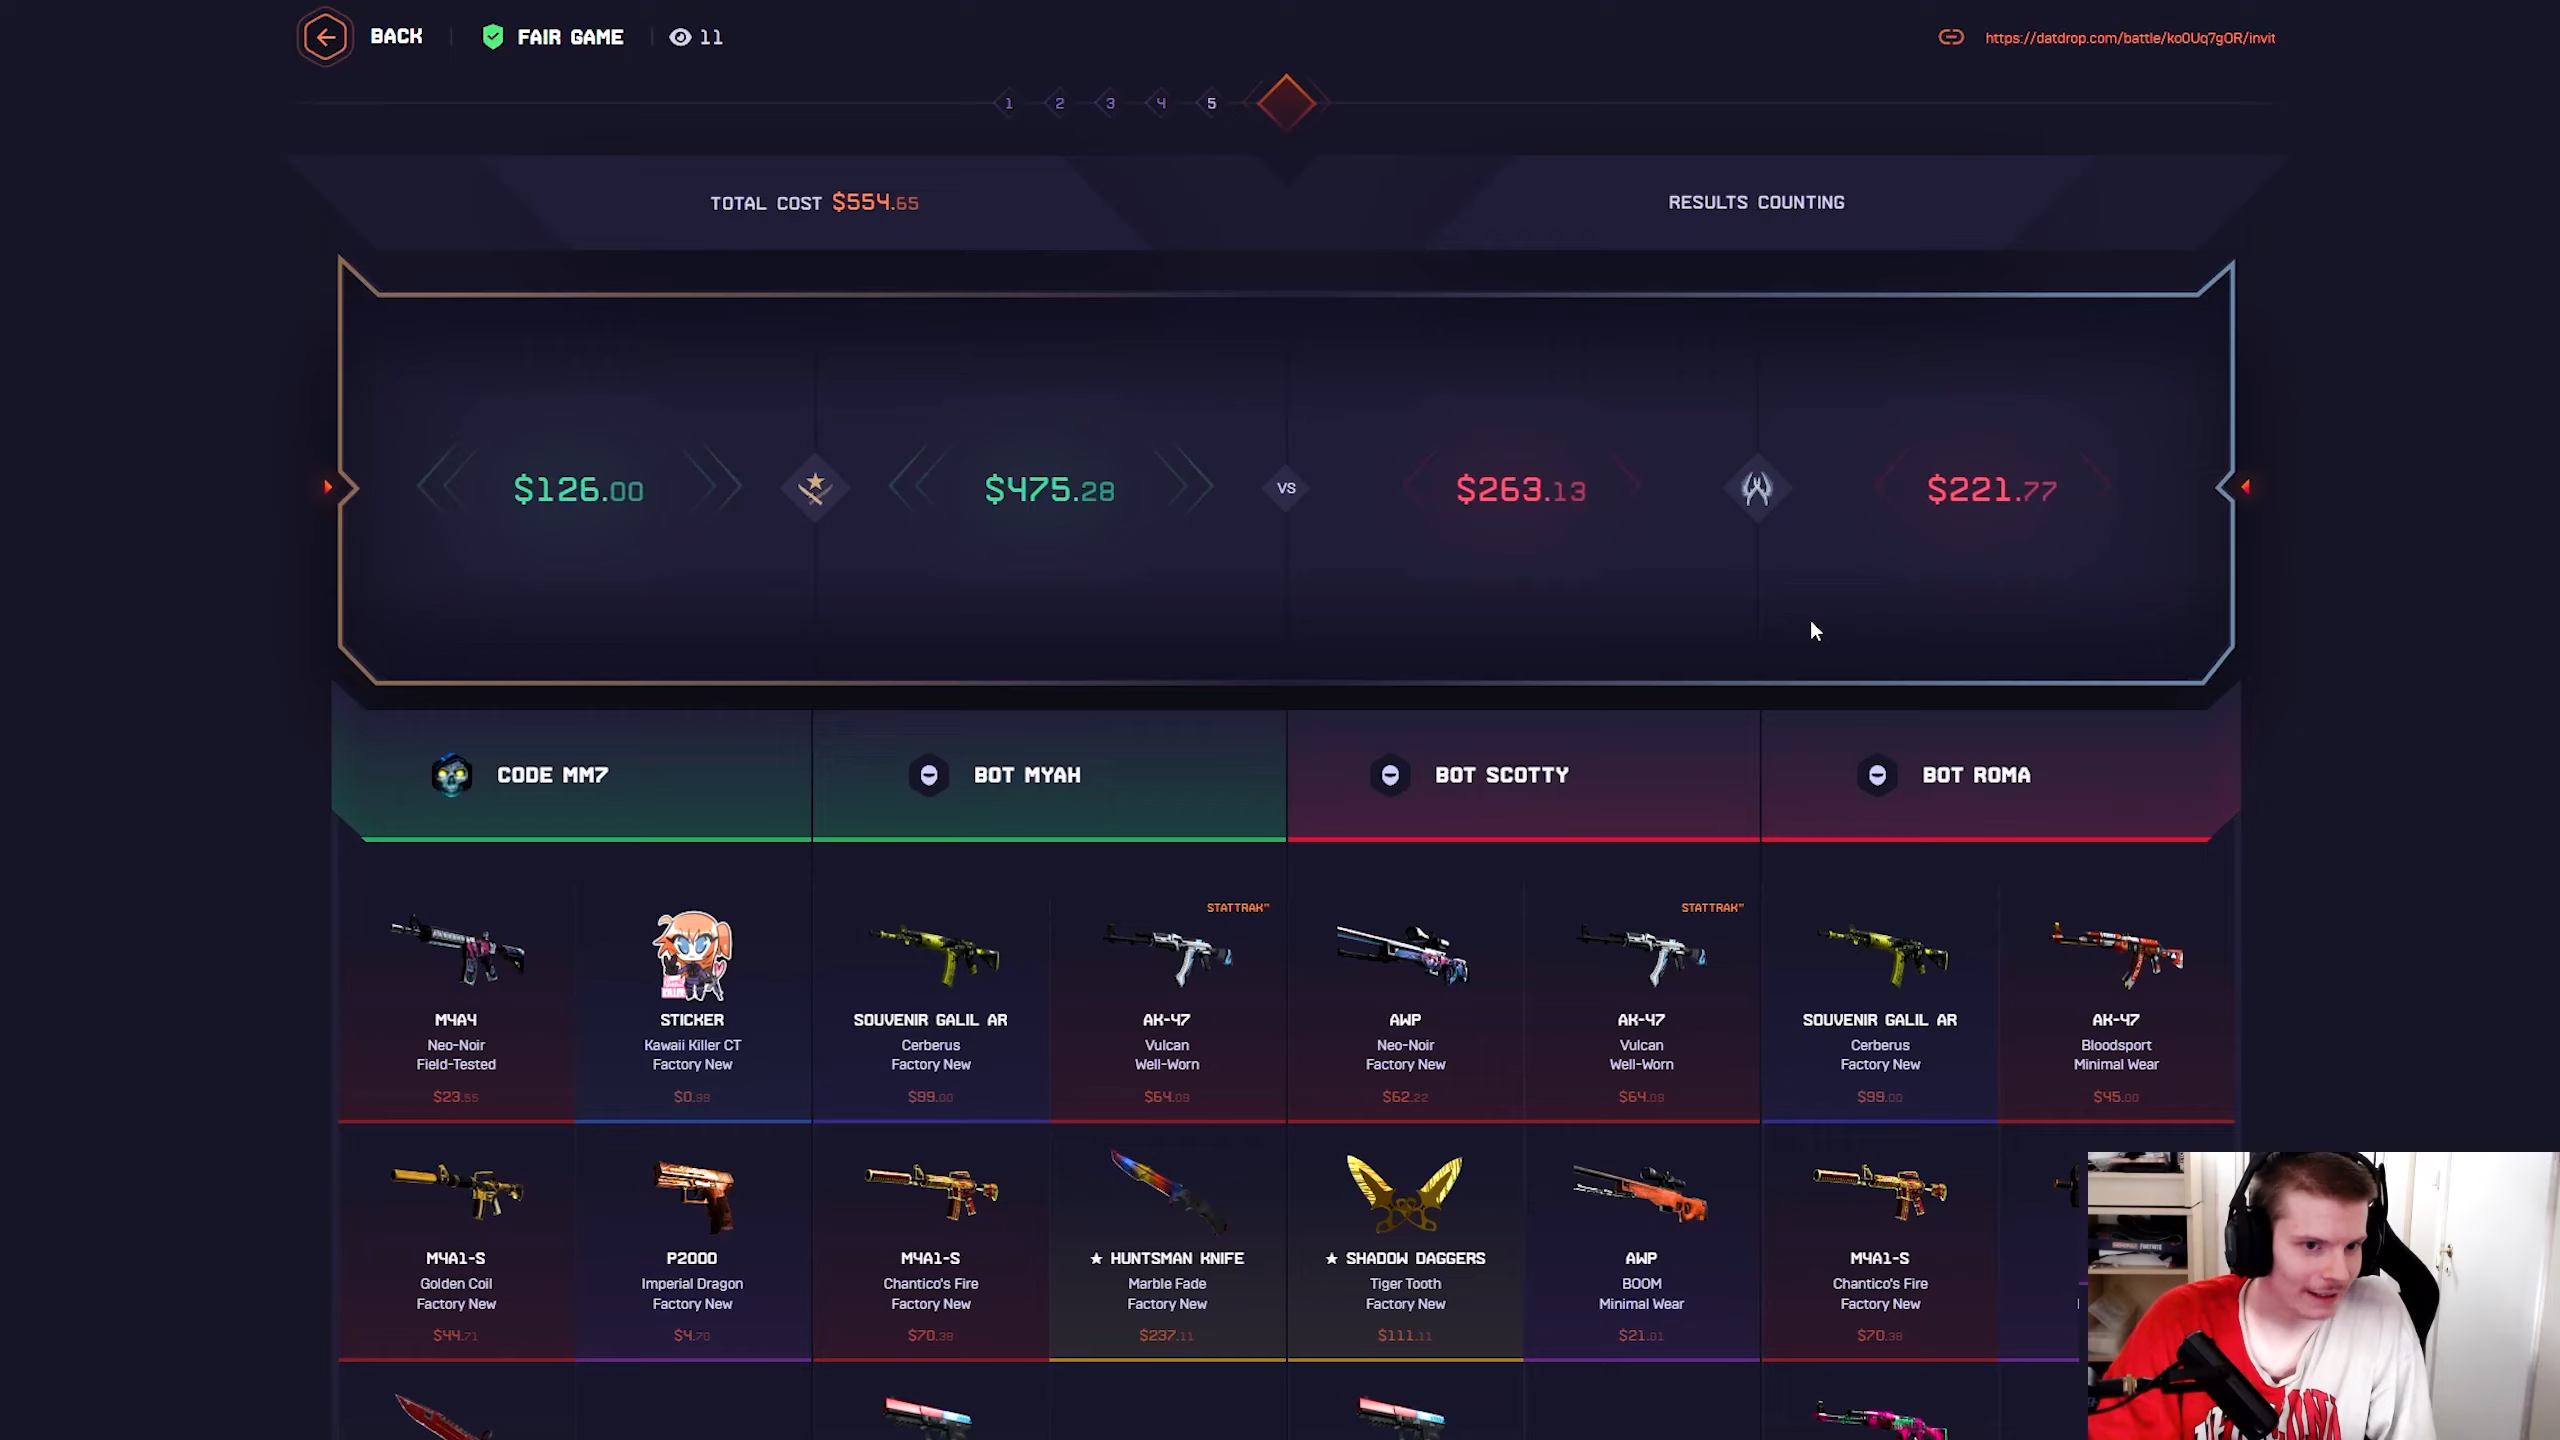 BACK
FAIR GAME
11
https://datdrop.com/battle/ko0Uq7gOR/invit
1
2
3
4
5
TOTAL COST $554.65
RESULTS COUNTING
$126.00
$475.28
VS
$263.13
$221.77
CODE MM7
BOT MYAH
BOT SCOTTY
BOT ROMA
M4A4
Neo-Noir
Field-Tested
$23.55
STICKER
Kawaii Killer CT
Factory New
$0.99
SOUVENIR GALIL AR
Cerberus
Factory New
$99.00
STATTRAK™
AK-47
Vulcan
Well-Worn
$64.09
AWP
Neo-Noir
Factory New
$62.22
STATTRAK™
AK-47
Vulcan
Well-Worn
$64.09
SOUVENIR GALIL AR
Cerberus
Factory New
$99.00
AK-47
Bloodsport
Minimal Wear
$45.00
M4A1-S
Golden Coil
Factory New
$44.71
P2000
Imperial Dragon
Factory New
$4.70
M4A1-S
Chantico's Fire
Factory New
$70.38
★ HUNTSMAN KNIFE
Marble Fade
Factory New
$237.11
★ SHADOW DAGGERS
Tiger Tooth
Factory New
$111.11
AWP
BOOM
Minimal Wear
$21.01
M4A1-S
Chantico's Fire
Factory New
$70.38